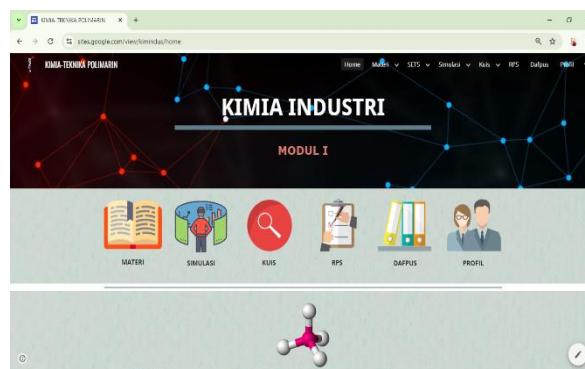 KIMIA-TEKNIKA POLIMARIN
sites.google.com/view/kimindus/home
KIMIA-TEKNIKA POLIMARIN
Home Materi SETS Simulasi Kuis RPS Dafpus Profil
KIMIA INDUSTRI
MODUL I
MATERI SIMULASI KUIS RPS DAFPUS PROFIL